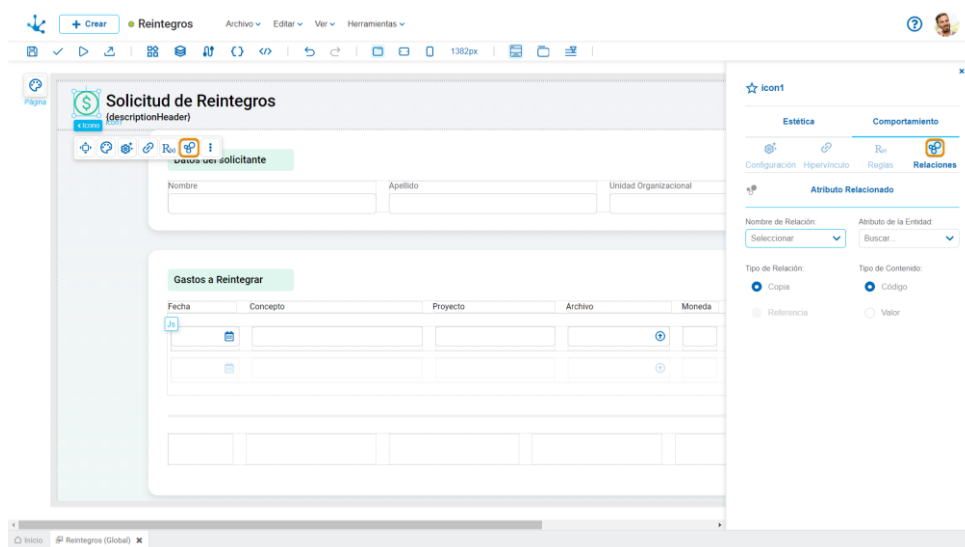 + Crear
Reintegros
Archivo
Editar
Ver
Herramientas
?
</>
1382px
Página
$
Solicitud de Reintegros
{descriptionHeader}
Icono
icon1
Datos del solicitante
Nombre
Apellido
Unidad Organizacional
Gastos a Reintegrar
Fecha
Concepto
Proyecto
Archivo
Moneda
Js
icon1
Estética
Comportamiento
Configuración
Hipervínculo
Reglas
Relaciones
Atributo Relacionado
Nombre de Relación:
Atributo de la Entidad:
Seleccionar
Buscar...
Tipo de Relación:
Tipo de Contenido:
Copia
Código
Referencia
Valor
Inicio
Reintegros (Global)